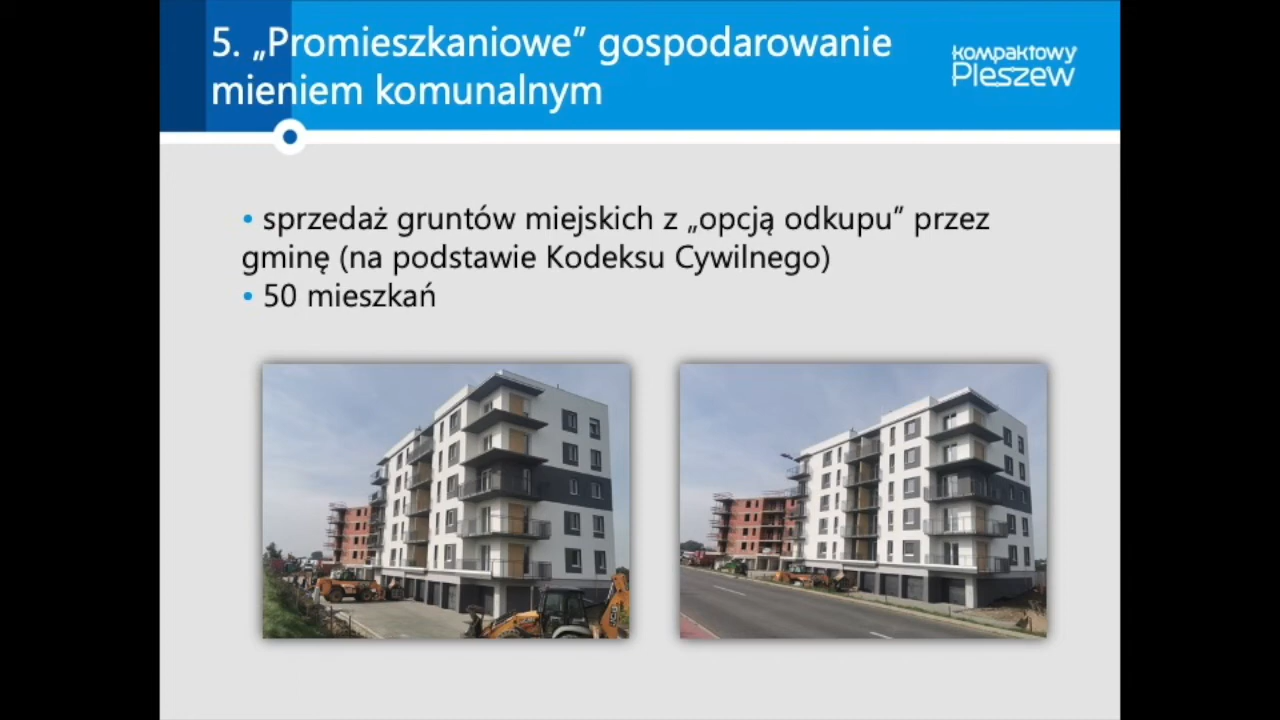 5. „Promieszkaniowe” gospodarowanie
mieniem komunalnym
kompaktowy
Pleszew
• sprzedaż gruntów miejskich z „opcją odkupu” przez
gminę (na podstawie Kodeksu Cywilnego)
• 50 mieszkań